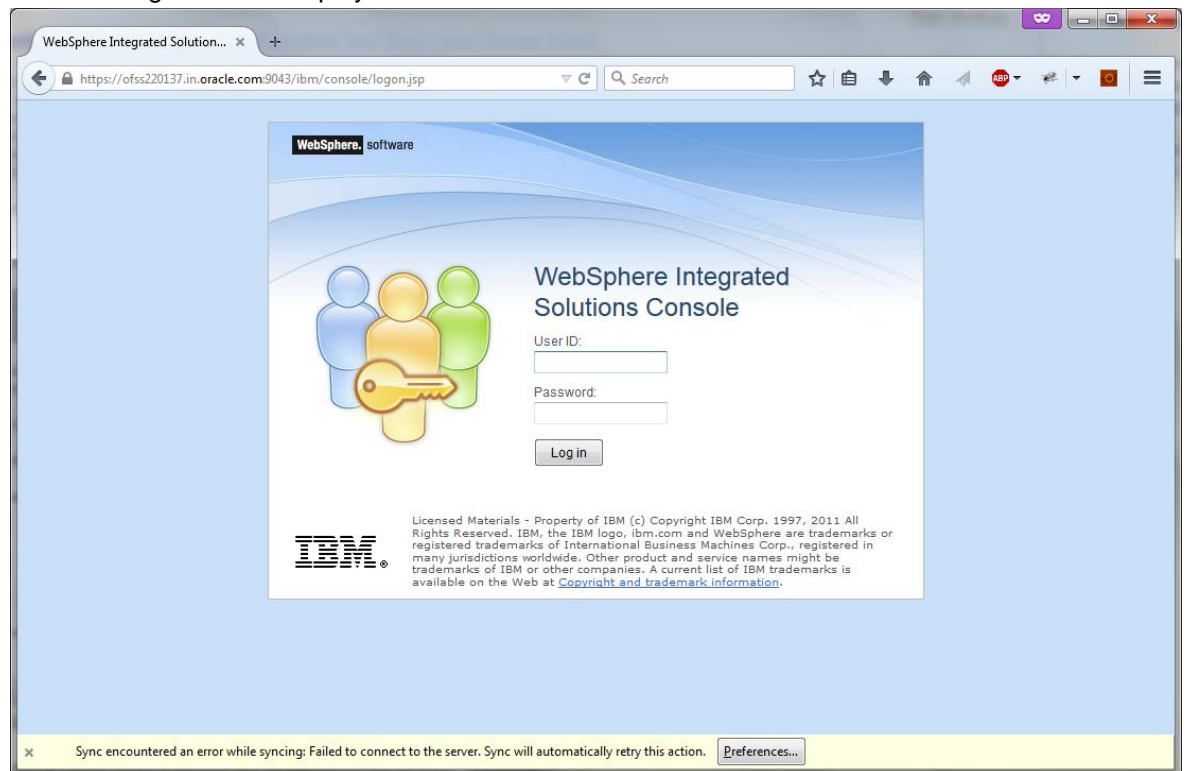 WebSphere Integrated Solution... × +
https://ofss220137.in.oracle.com:9043/ibm/console/logon.jsp
Search
ABP
WebSphere. software
WebSphere Integrated
Solutions Console
User ID:
Password:
Log in
IBM®
Licensed Materials - Property of IBM (c) Copyright IBM Corp. 1997, 2011 All
Rights Reserved. IBM, the IBM logo, ibm.com and WebSphere are trademarks or
registered trademarks of International Business Machines Corp., registered in
many jurisdictions worldwide. Other product and service names might be
trademarks of IBM or other companies. A current list of IBM trademarks is
available on the Web at Copyright and trademark information.
× Sync encountered an error while syncing: Failed to connect to the server. Sync will automatically retry this action. Preferences...